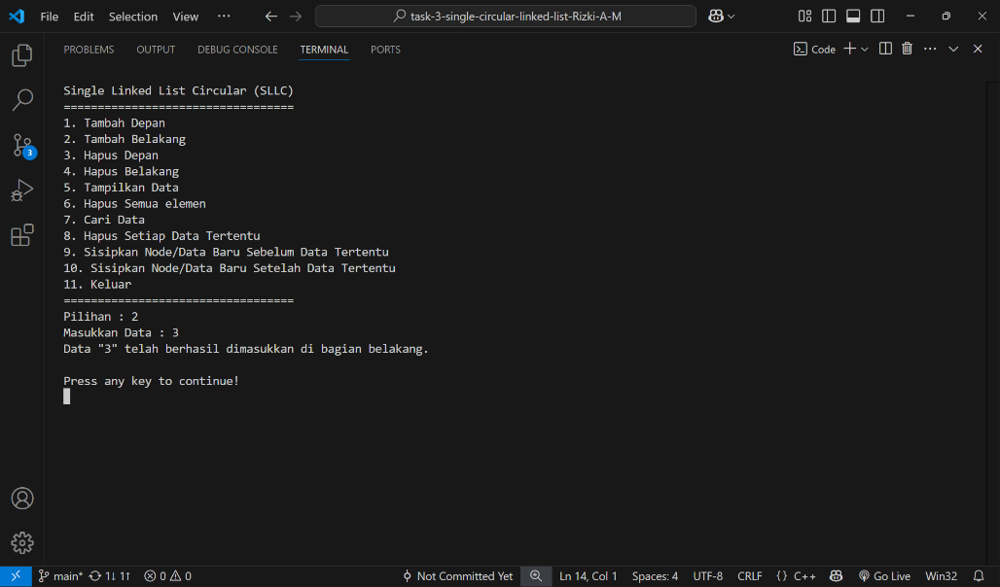 File Edit Selection View ··· task-3-single-circular-linked-list-Rizki-A-M
PROBLEMS OUTPUT DEBUG CONSOLE TERMINAL PORTS Code
Single Linked List Circular (SLLC)
==================================
1. Tambah Depan
2. Tambah Belakang
3. Hapus Depan
4. Hapus Belakang
5. Tampilkan Data
6. Hapus Semua elemen
7. Cari Data
8. Hapus Setiap Data Tertentu
9. Sisipkan Node/Data Baru Sebelum Data Tertentu
10. Sisipkan Node/Data Baru Setelah Data Tertentu
11. Keluar
==================================
Pilihan : 2
Masukkan Data : 3
Data "3" telah berhasil dimasukkan di bagian belakang.
Press any key to continue!
3
main* 1↓ 1↑ 0 0 Not Committed Yet Ln 14, Col 1 Spaces: 4 UTF-8 CRLF {} C++ Go Live Win32